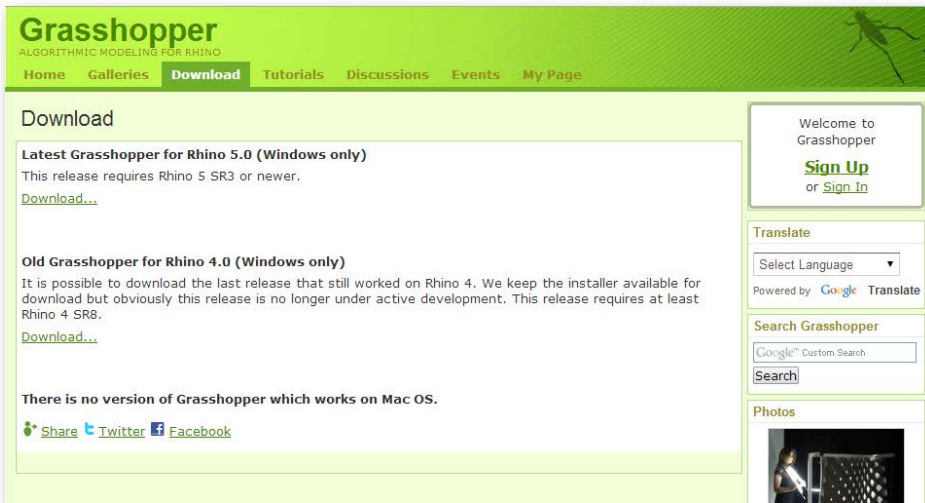 Grasshopper
ALGORITHMIC MODELING FOR RHINO
Home Galleries Download Tutorials Discussions Events My Page
Download
Latest Grasshopper for Rhino 5.0 (Windows only)
This release requires Rhino 5 SR3 or newer.
Download...
Old Grasshopper for Rhino 4.0 (Windows only)
It is possible to download the last release that still worked on Rhino 4. We keep the installer available for
download but obviously this release is no longer under active development. This release requires at least
Rhino 4 SR8.
Download...
There is no version of Grasshopper which works on Mac OS.
Share Twitter Facebook
Welcome to
Grasshopper
Sign Up
or Sign In
Translate
Select Language
Powered by Google Translate
Search Grasshopper
Google™ Custom Search
Search
Photos